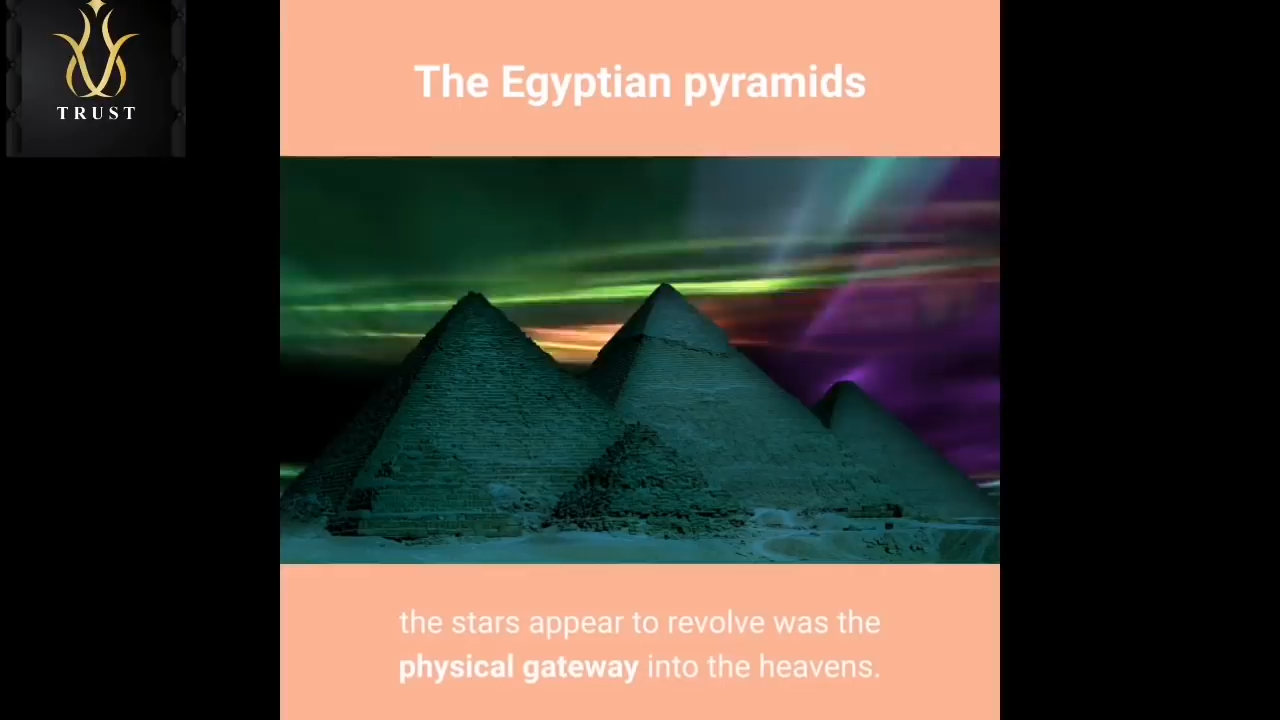 TRUST
The Egyptian pyramids
the stars appear to revolve was the
physical gateway into the heavens.